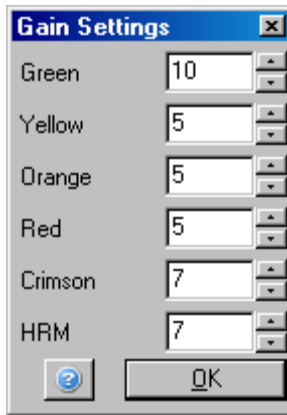 Gain Settings
Green 10
Yellow 5
Orange 5
Red 5
Crimson 7
HRM 7
? OK